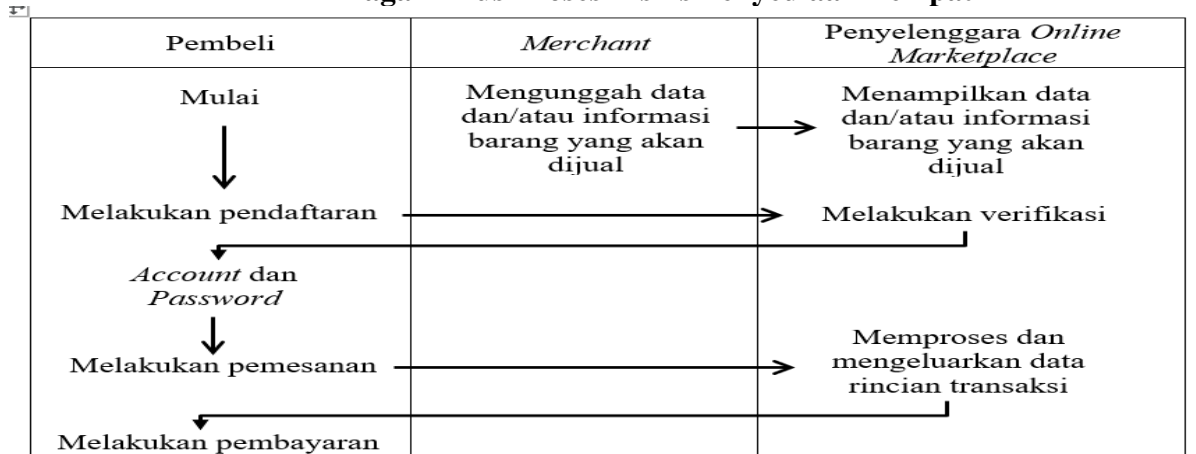 Pembeli
Merchant
Penyelenggara Online
Marketplace
Mulai
Mengunggah data
dan/atau informasi
barang yang akan
dijual
Menampilkan data
dan/atau informasi
barang yang akan
dijual
Melakukan pendaftaran
Melakukan verifikasi
Account dan
Password
Melakukan pemesanan
Memproses dan
mengeluarkan data
rincian transaksi
Melakukan pembayaran